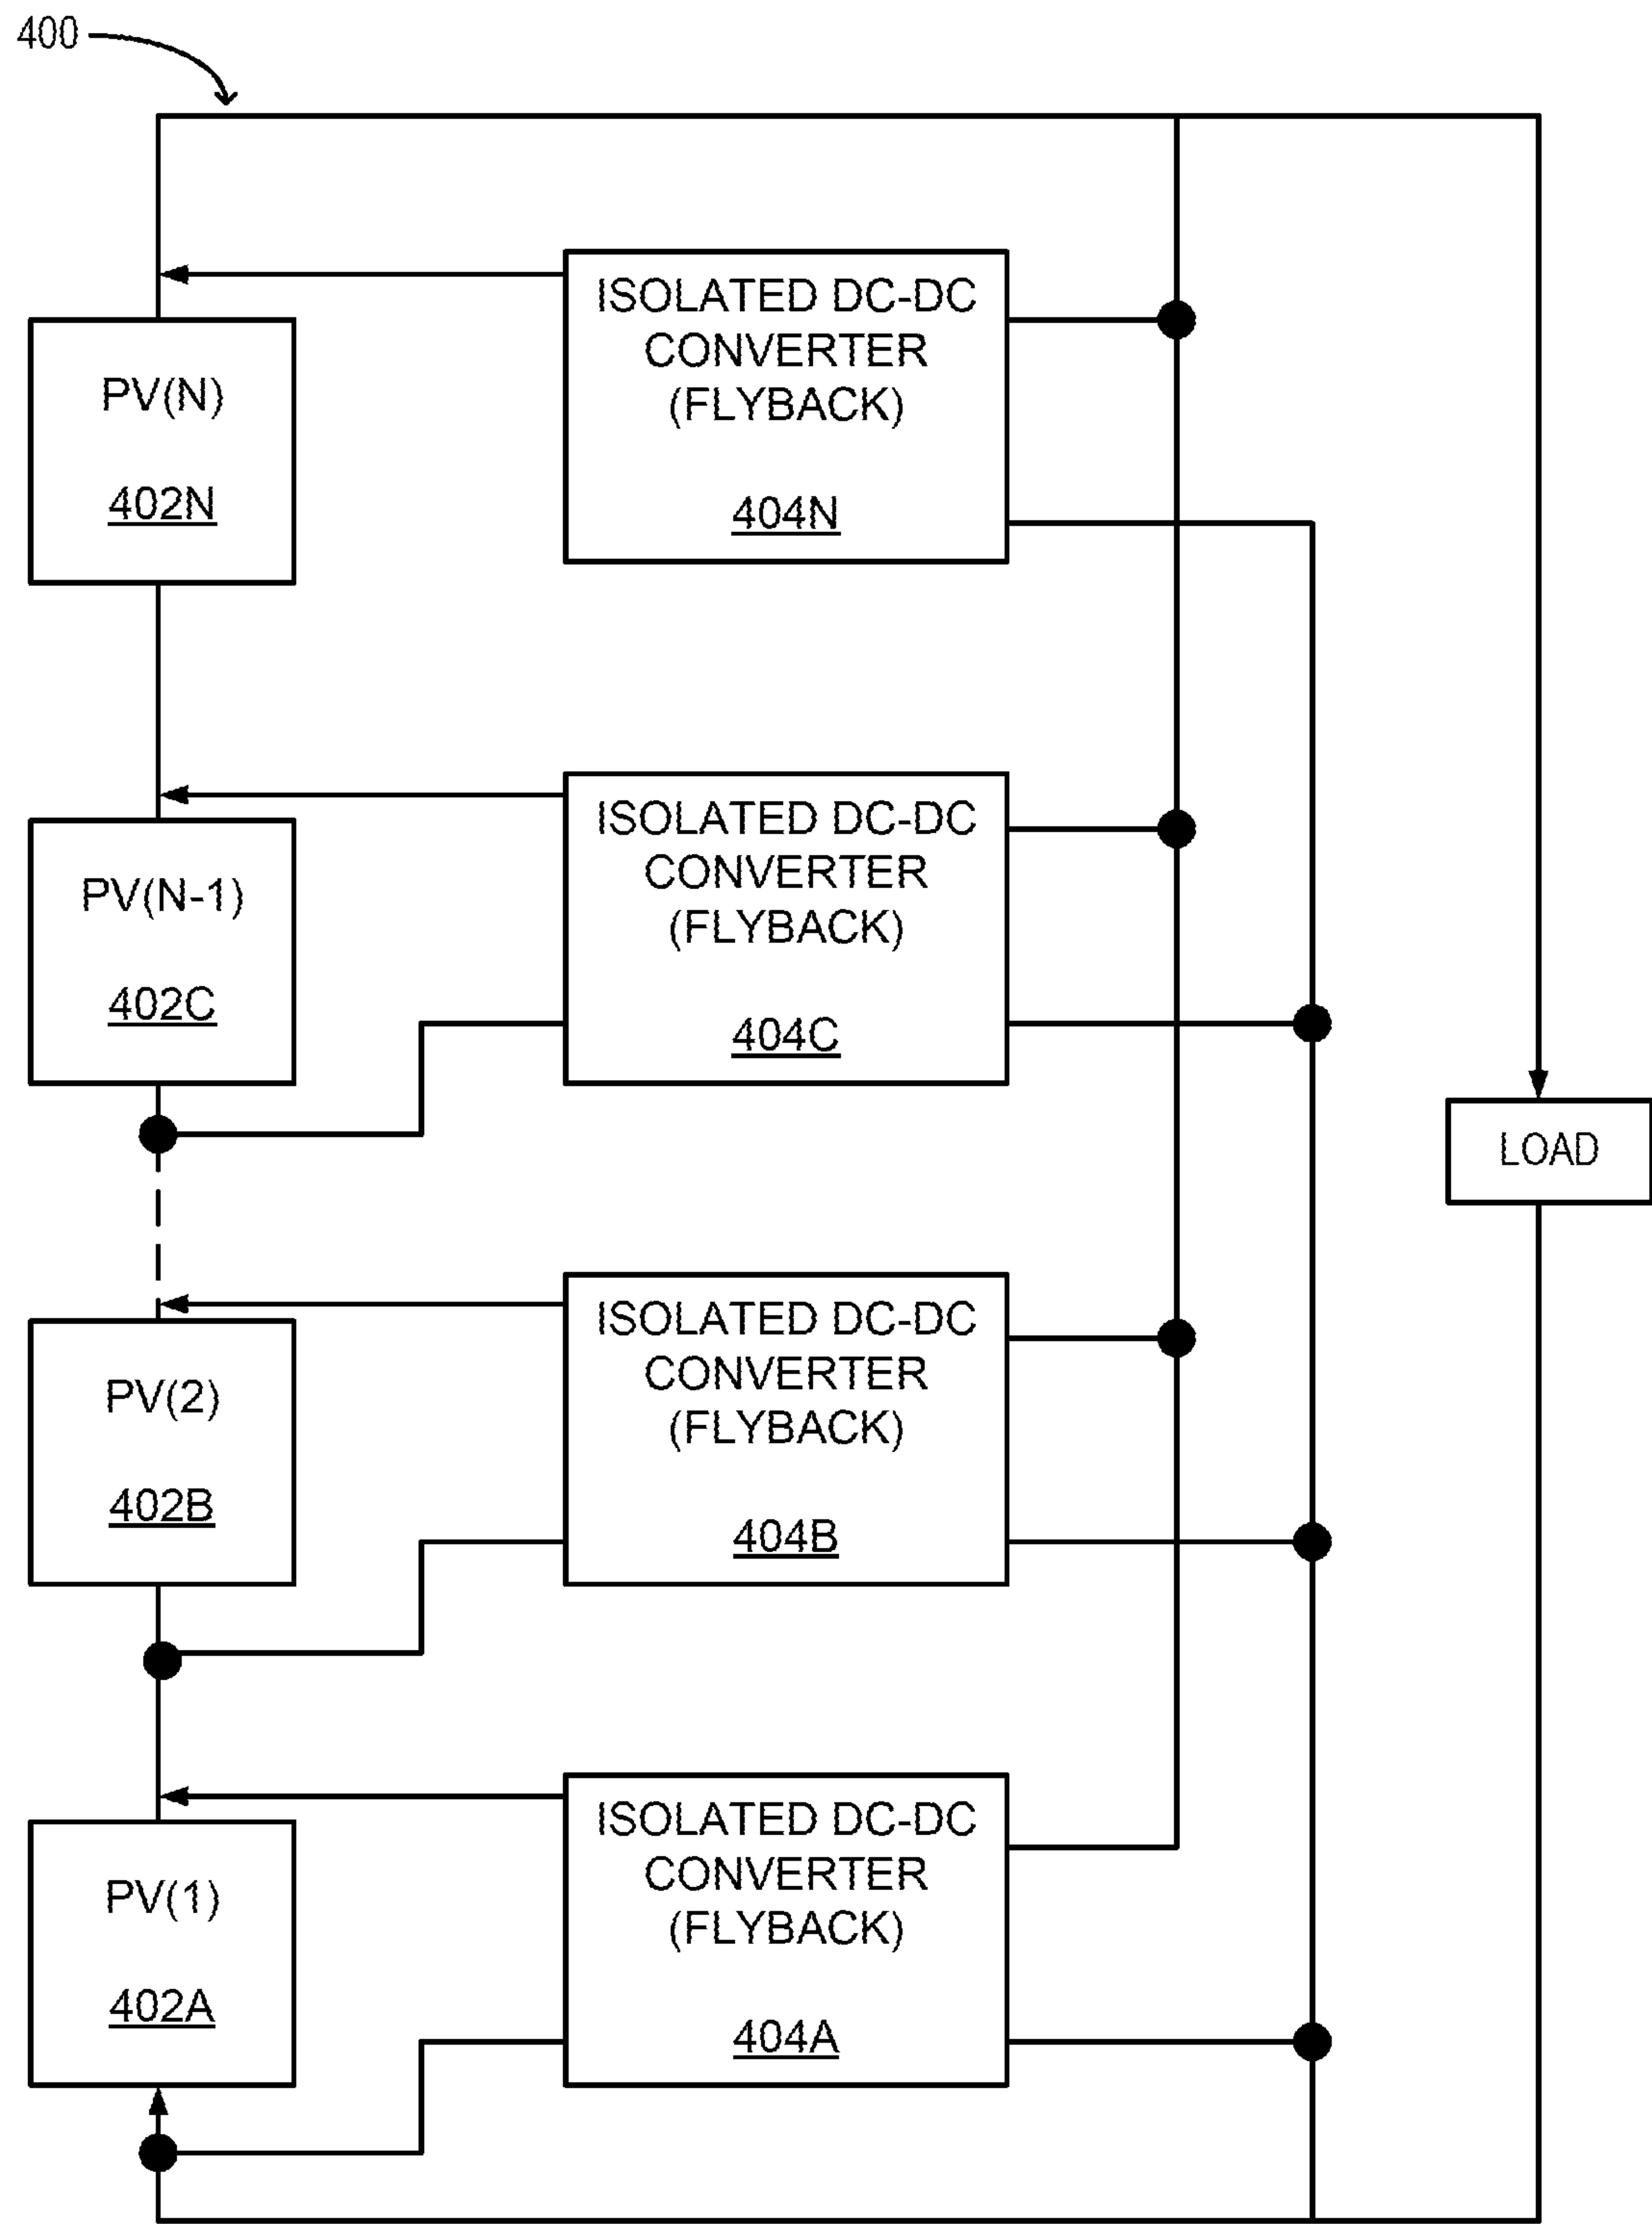 400
ISOLATED DC-DC
CONVERTER
(FLYBACK)
404N
PV(N)
402N
ISOLATED DC-DC
CONVERTER
(FLYBACK)
404C
PV(N-1)
402C
LOAD
ISOLATED DC-DC
CONVERTER
(FLYBACK)
404B
PV(2)
402B
ISOLATED DC-DC
CONVERTER
(FLYBACK)
404A
PV(1)
402A